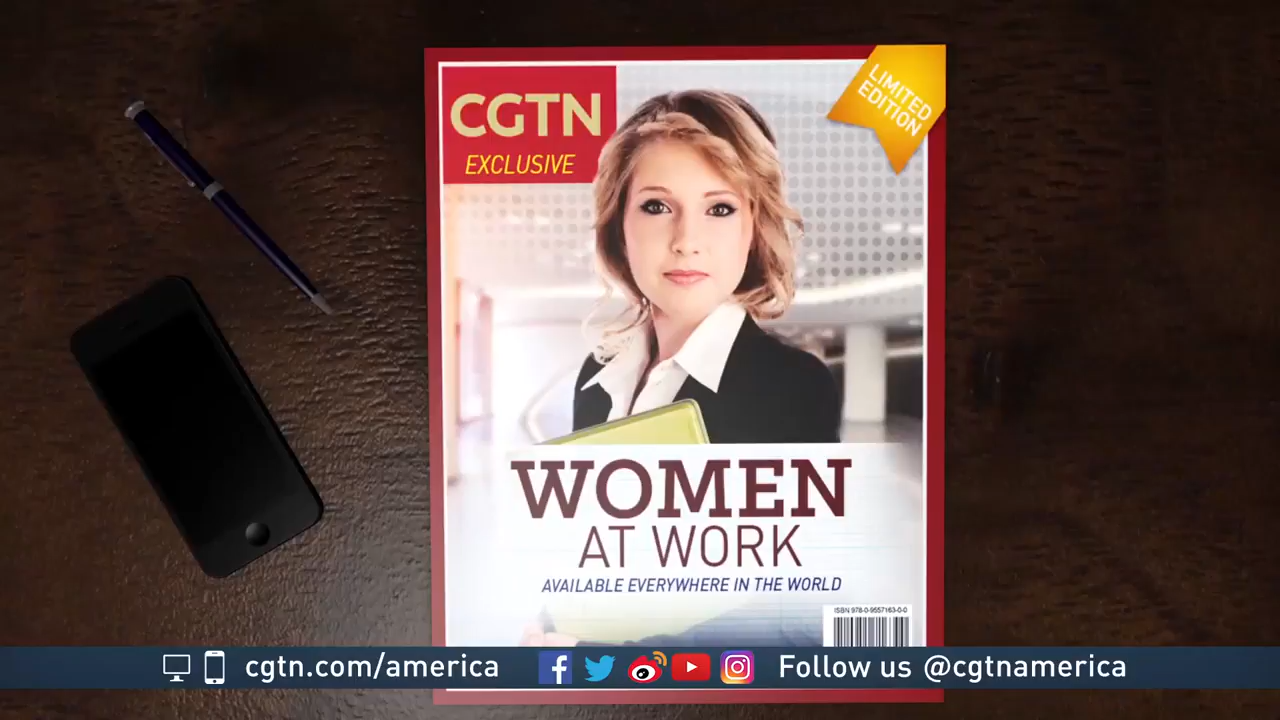 CGTN
EXCLUSIVE
LIMITED
EDITION
WOMEN
AT WORK
AVAILABLE EVERYWHERE IN THE WORLD
ISBN 978-0-9557163-0-0
cgtn.com/america
Follow us @cgtnamerica